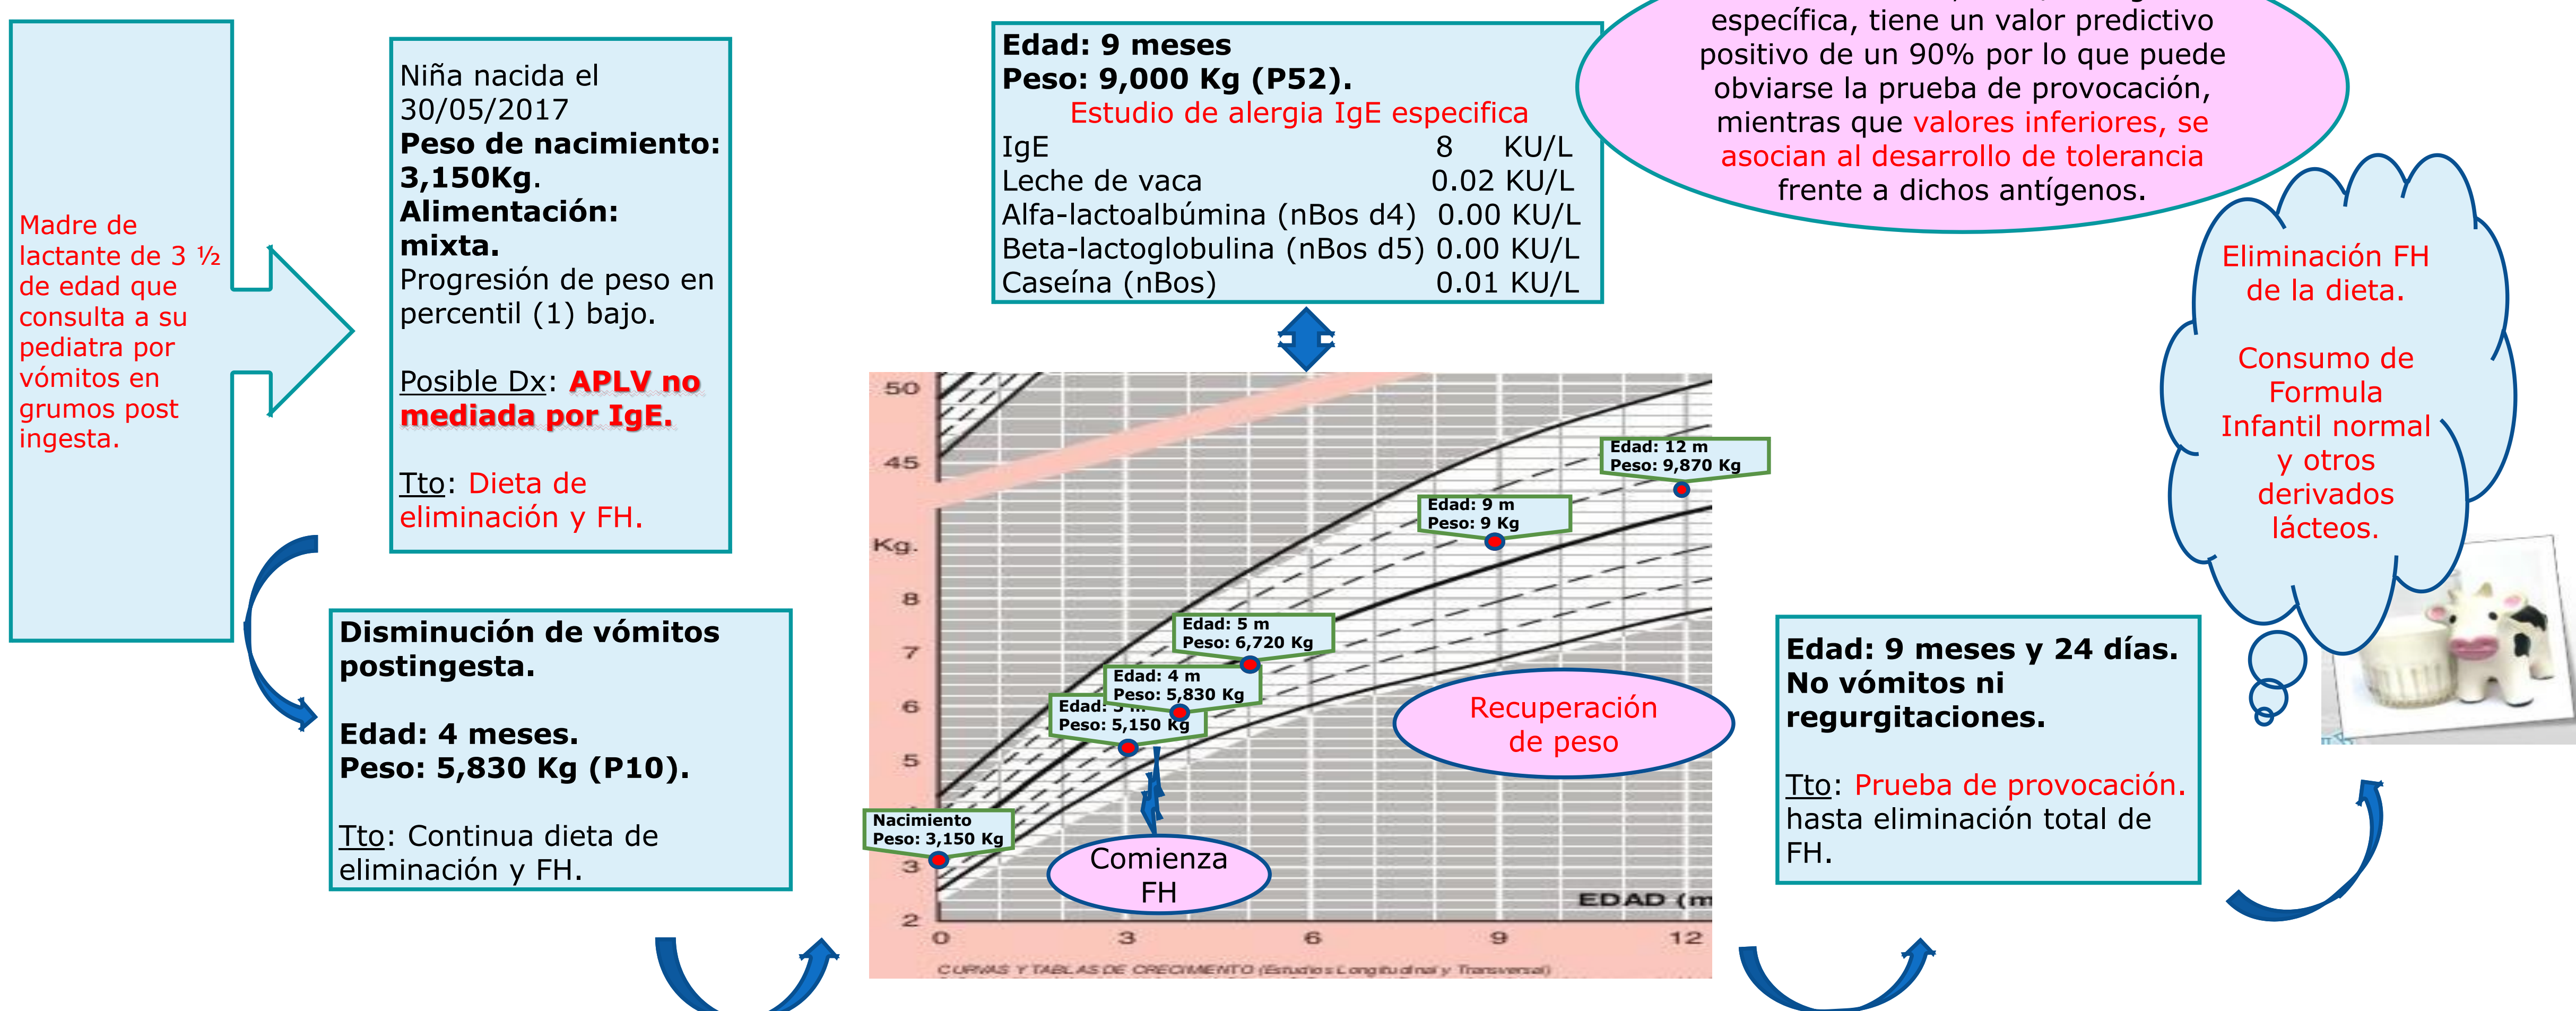 Madre de
lactante de 3 ½
de edad que
consulta a su
pediatra por
vómitos en
grumos post
ingesta.
Niña nacida el
30/05/2017
Peso de nacimiento:
3,150Kg.
Alimentación:
mixta.
Progresión de peso en
percentil (1) bajo.
Posible Dx: APLV no
mediada por IgE.
Tto: Dieta de
eliminación y FH.
Disminución de vómitos
postingesta.
Edad: 4 meses.
Peso: 5,830 Kg (P10).
Tto: Continua dieta de
eliminación y FH.
Edad: 9 meses
Peso: 9,000 Kg (P52).
Estudio de alergia IgE especifica
IgE 8 KU/L
Leche de vaca 0.02 KU/L
Alfa-lactoalbúmina (nBos d4) 0.00 KU/L
Beta-lactoglobulina (nBos d5) 0.00 KU/L
Caseína (nBos) 0.01 KU/L
específica, tiene un valor predictivo
positivo de un 90% por lo que puede
obviarse la prueba de provocación,
mientras que valores inferiores, se
asocian al desarrollo de tolerancia
frente a dichos antígenos.
50
45
Kg.
8
7
6
5
3
2
0 3 6 9 12
EDAD (m
Edad: 12 m
Peso: 9,870 Kg
Edad: 9 m
Peso: 9 Kg
Edad: 5 m
Peso: 6,720 Kg
Edad: 4 m
Peso: 5,830 Kg
Edad:
Peso: 5,150 Kg
Nacimiento
Peso: 3,150 Kg
Comienza
FH
Recuperación
de peso
CURVAS Y TABLAS DE CRECIMIENTO (Estudios Longitudinal y Transversal)
Edad: 9 meses y 24 días.
No vómitos ni
regurgitaciones.
Tto: Prueba de provocación.
hasta eliminación total de
FH.
Eliminación FH
de la dieta.
Consumo de
Formula
Infantil normal
y otros
derivados
lácteos.